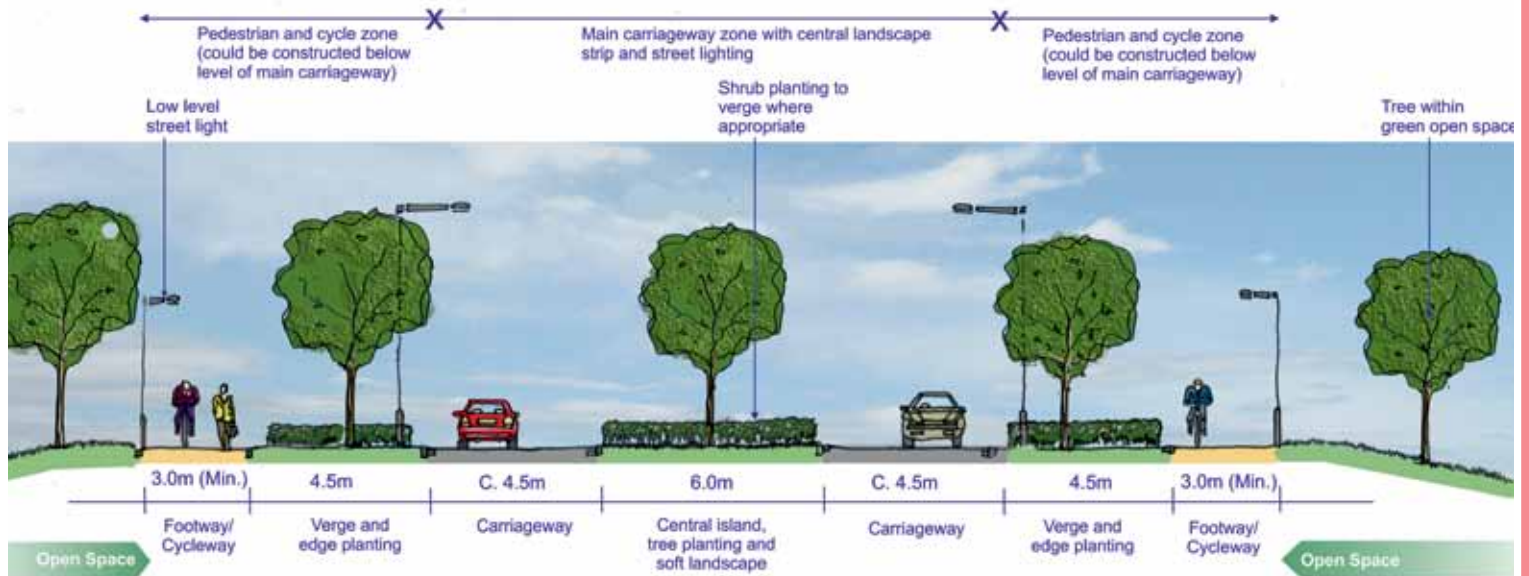 Pedestrian and cycle zone
(could be constructed below
level of main carriageway)
Main carriageway zone with central landscape
strip and street lighting
Pedestrian and cycle zone
(could be constructed below
level of main carriageway)
Low level
street light
Shrub planting to
verge where
appropriate
Tree within
green open space
3.0m (Min.)
4.5m
C. 4.5m
6.0m
C. 4.5m
4.5m
3.0m (Min.)
Footway/
Cycleway
Verge and
edge planting
Carriageway
Central island,
tree planting and
soft landscape
Carriageway
Verge and
edge planting
Footway/
Cycleway
Open Space
Open Space